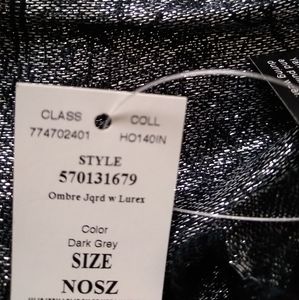 CLASS COLL
774702401 HO140IN
STYLE
570131679
Ombre Jqrd w Lurex
Color
Dark Grey
SIZE
NOSZ